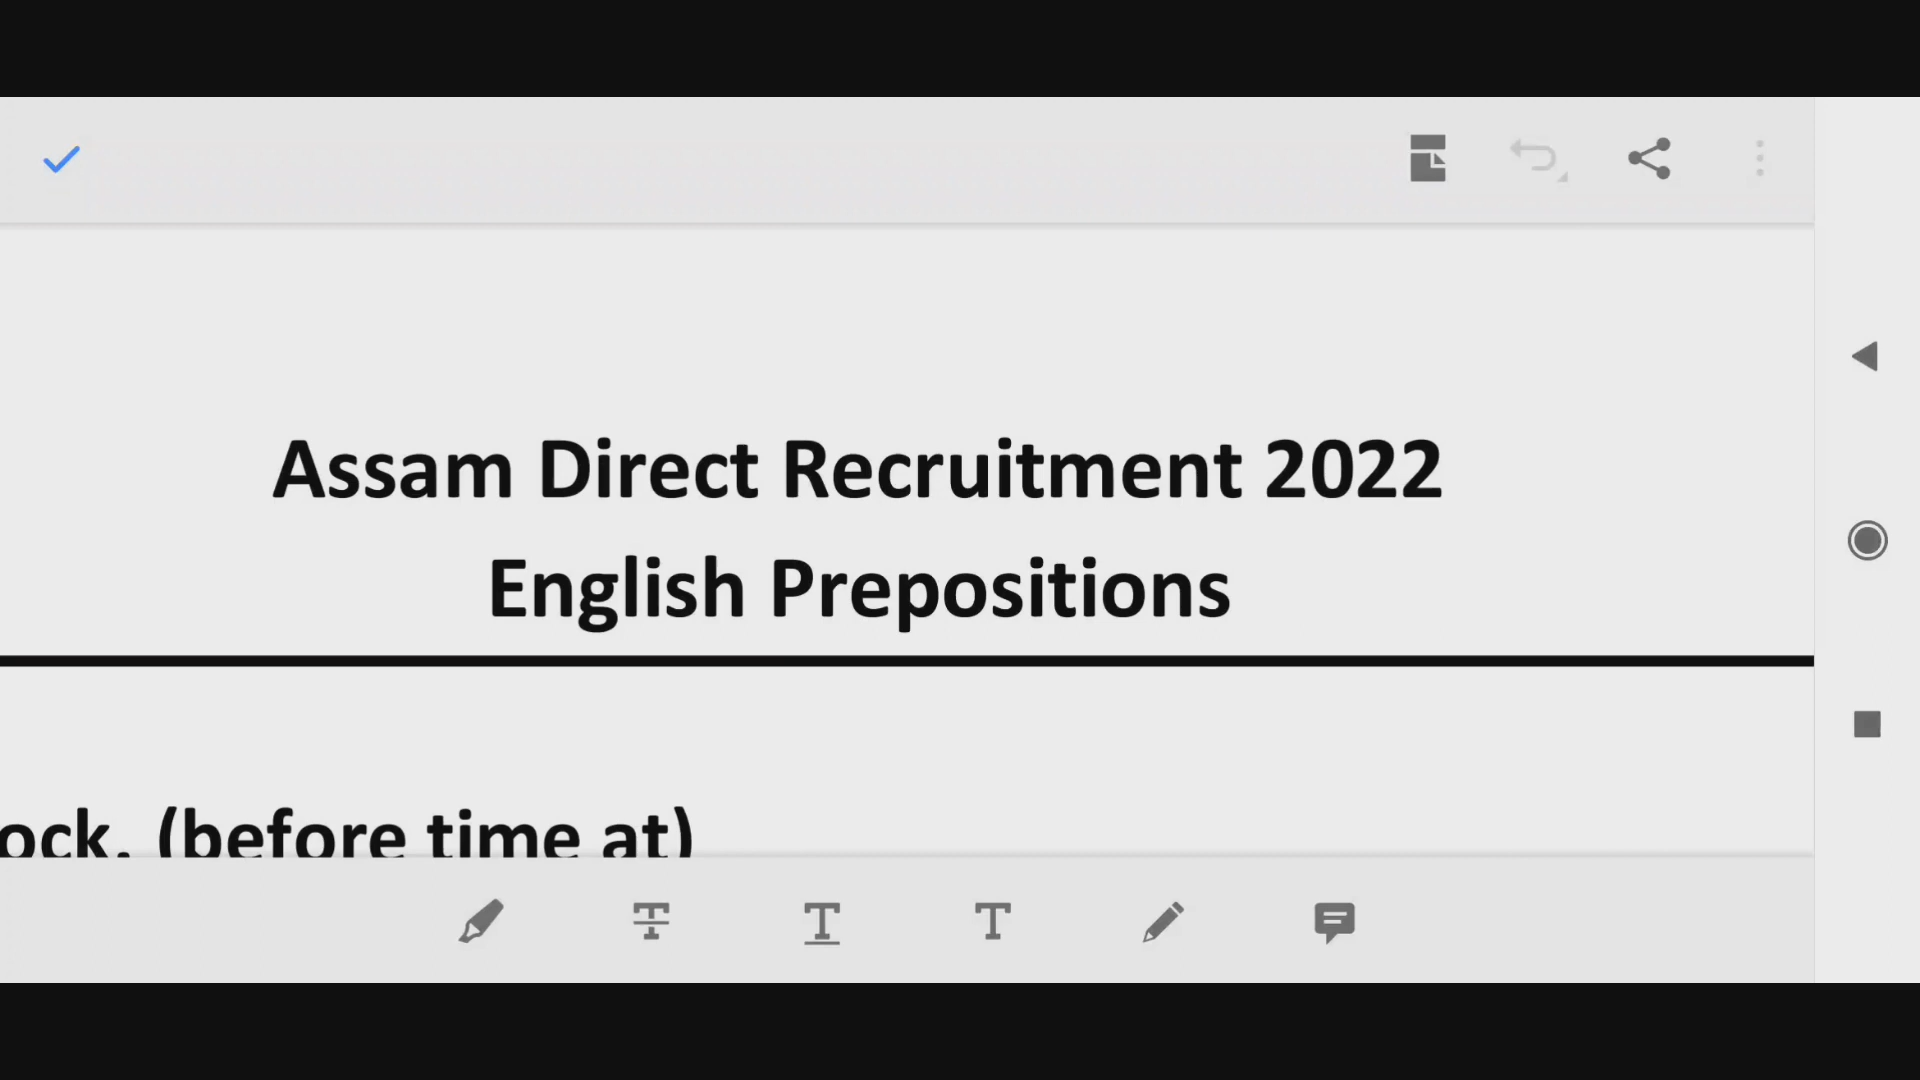 Assam Direct Recruitment 2022
English Prepositions
ock. (before time at)